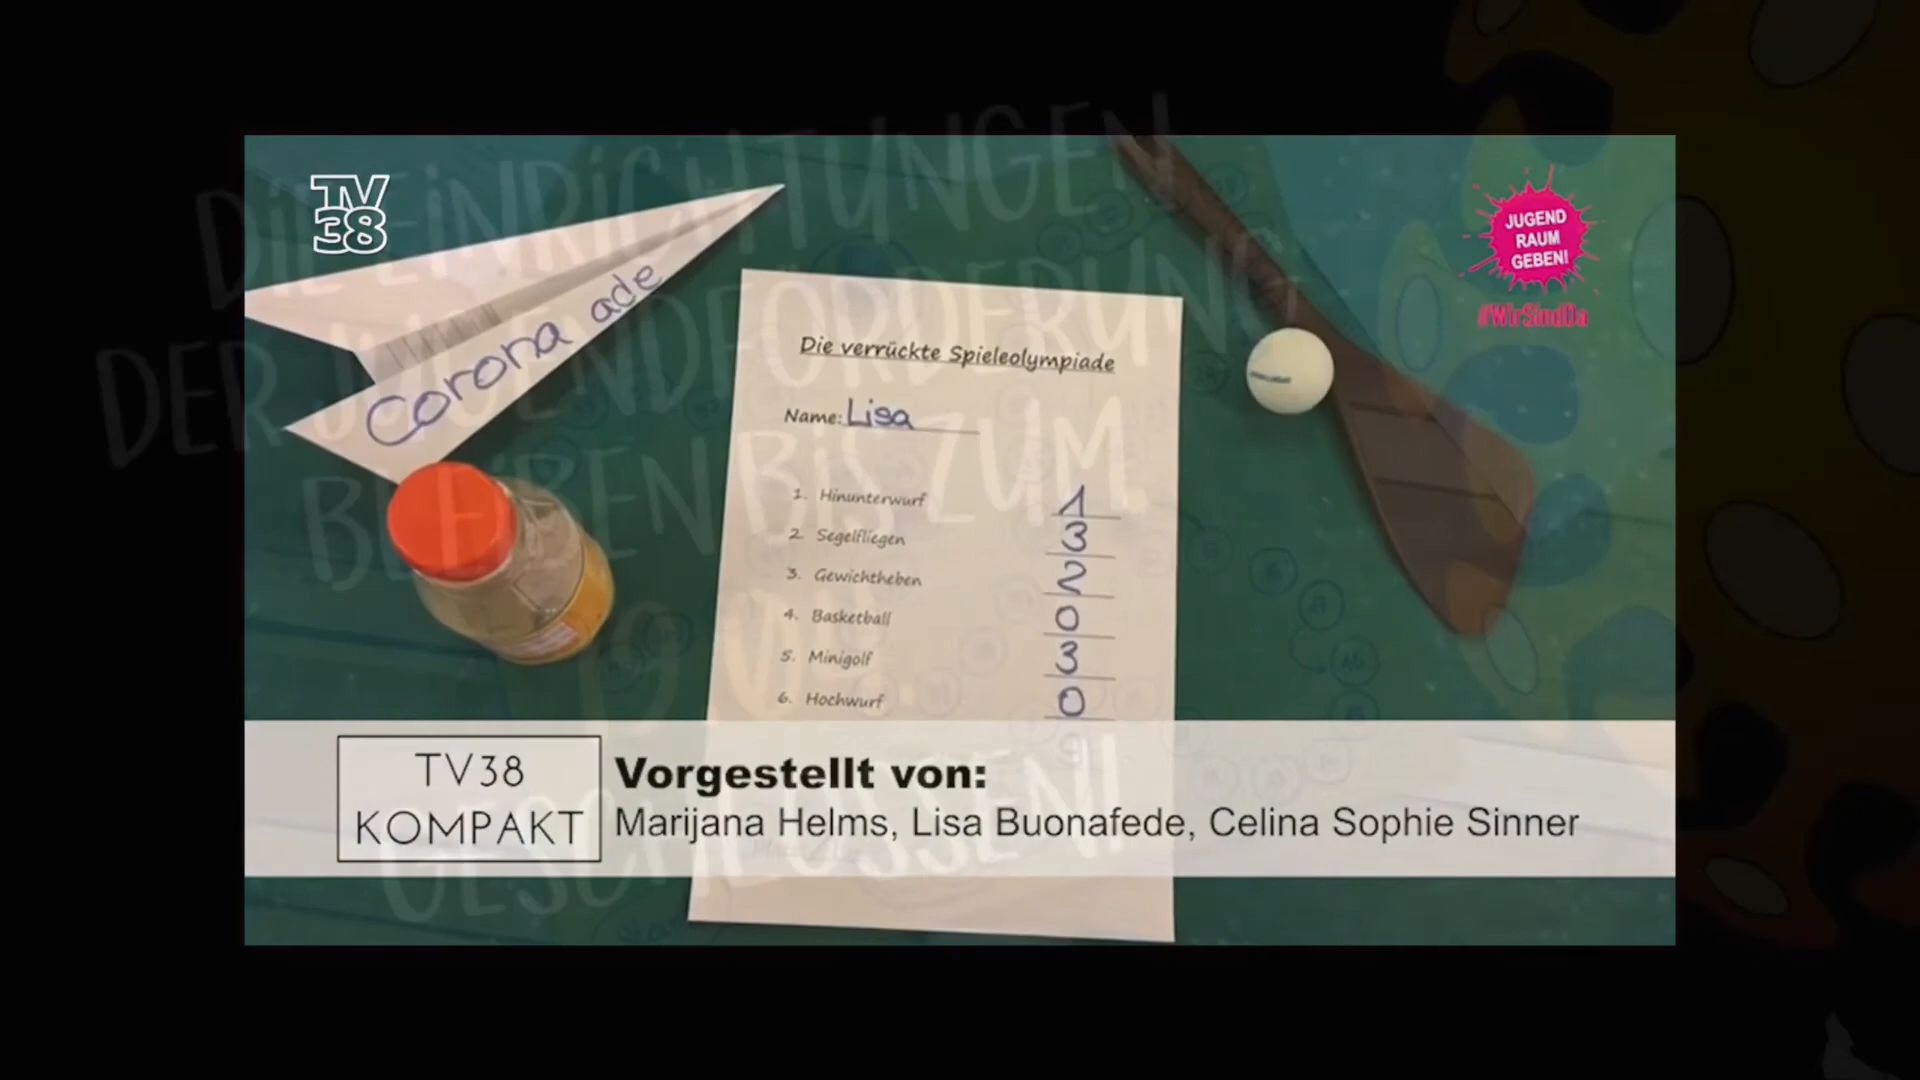 DIE EINRICHTUNGEN
DER JUGENDFÖRDERUNG
BLEIBEN BIS ZUM
GESCHLOSSEN!
TV
38
JUGEND
RAUM
GEBEN!
#WirSindDa
Corona ade
Die verrückte Spieleolympiade
Name: Lisa
1. Hinunterwurf 1
2. Segelfliegen 3
3. Gewichtheben 2
4. Basketball 0
5. Minigolf 3
6. Hochwurf 0
TV38
KOMPAKT
Vorgestellt von:
Marijana Helms, Lisa Buonafede, Celina Sophie Sinner